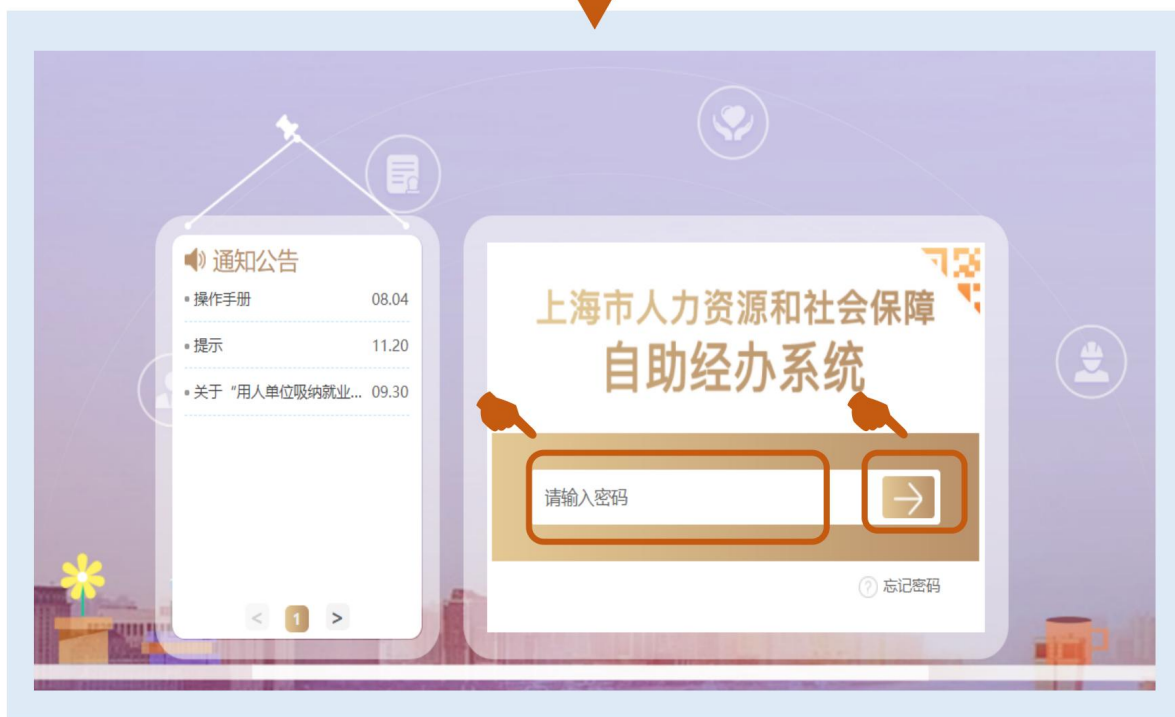 通知公告
操作手册 08.04
提示 11.20
关于“用人单位吸纳就业... 09.30
< 1 >
上海市人力资源和社会保障
自助经办系统
请输入密码
? 忘记密码